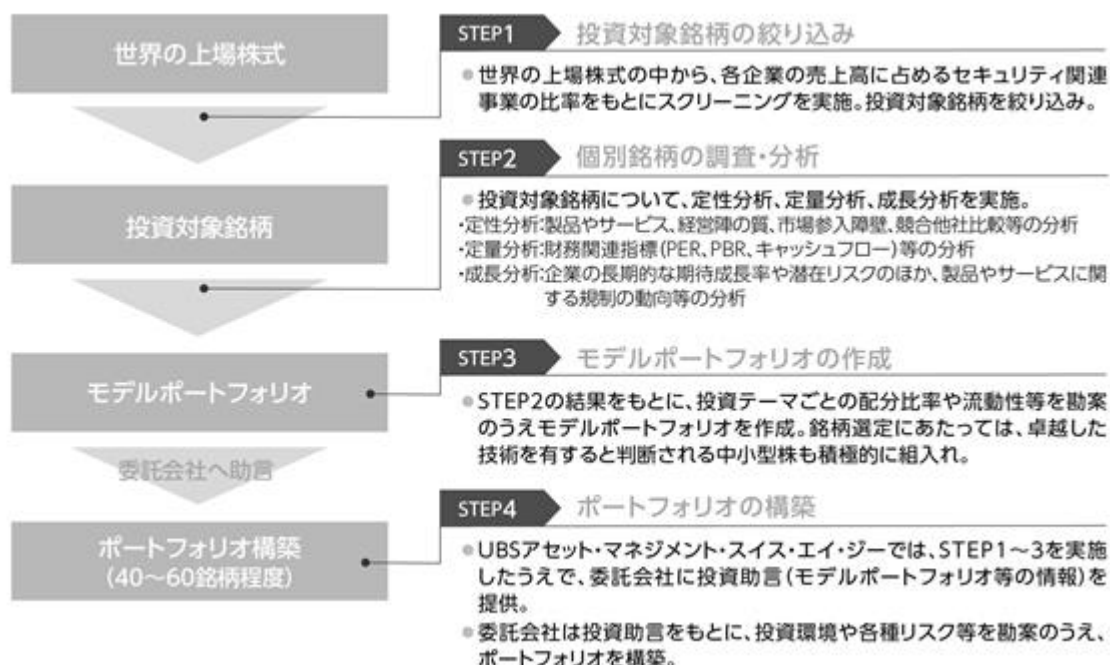 世界の上場株式
STEP1 投資対象銘柄の絞り込み
●世界の上場株式の中から、各企業の売上高に占めるセキュリティ関連
事業の比率をもとにスクリーニングを実施。投資対象銘柄を絞り込み。
投資対象銘柄
STEP2 個別銘柄の調査・分析
●投資対象銘柄について、定性分析、定量分析、成長分析を実施。
・定性分析:製品やサービス、経営陣の質、市場参入障壁、競合他社比較等の分析
・定量分析:財務関連指標(PER、PBR、キャッシュフロー)等の分析
・成長分析:企業の長期的な期待成長率や潜在リスクのほか、製品やサービスに関
する規制の動向等の分析
モデルポートフォリオ
STEP3 モデルポートフォリオの作成
●STEP2の結果をもとに、投資テーマごとの配分比率や流動性等を勘案
のうえモデルポートフォリオを作成。銘柄選定にあたっては、卓越した
技術を有すると判断される中小型株も積極的に組入れ。
委託会社へ助言
ポートフォリオ構築
(40〜60銘柄程度)
STEP4 ポートフォリオの構築
●UBSアセット・マネジメント・スイス・エイ・ジーでは、STEP1〜3を実施
したうえで、委託会社に投資助言(モデルポートフォリオ等の情報)を
提供。
●委託会社は投資助言をもとに、投資環境や各種リスク等を勘案のうえ、
ポートフォリオを構築。